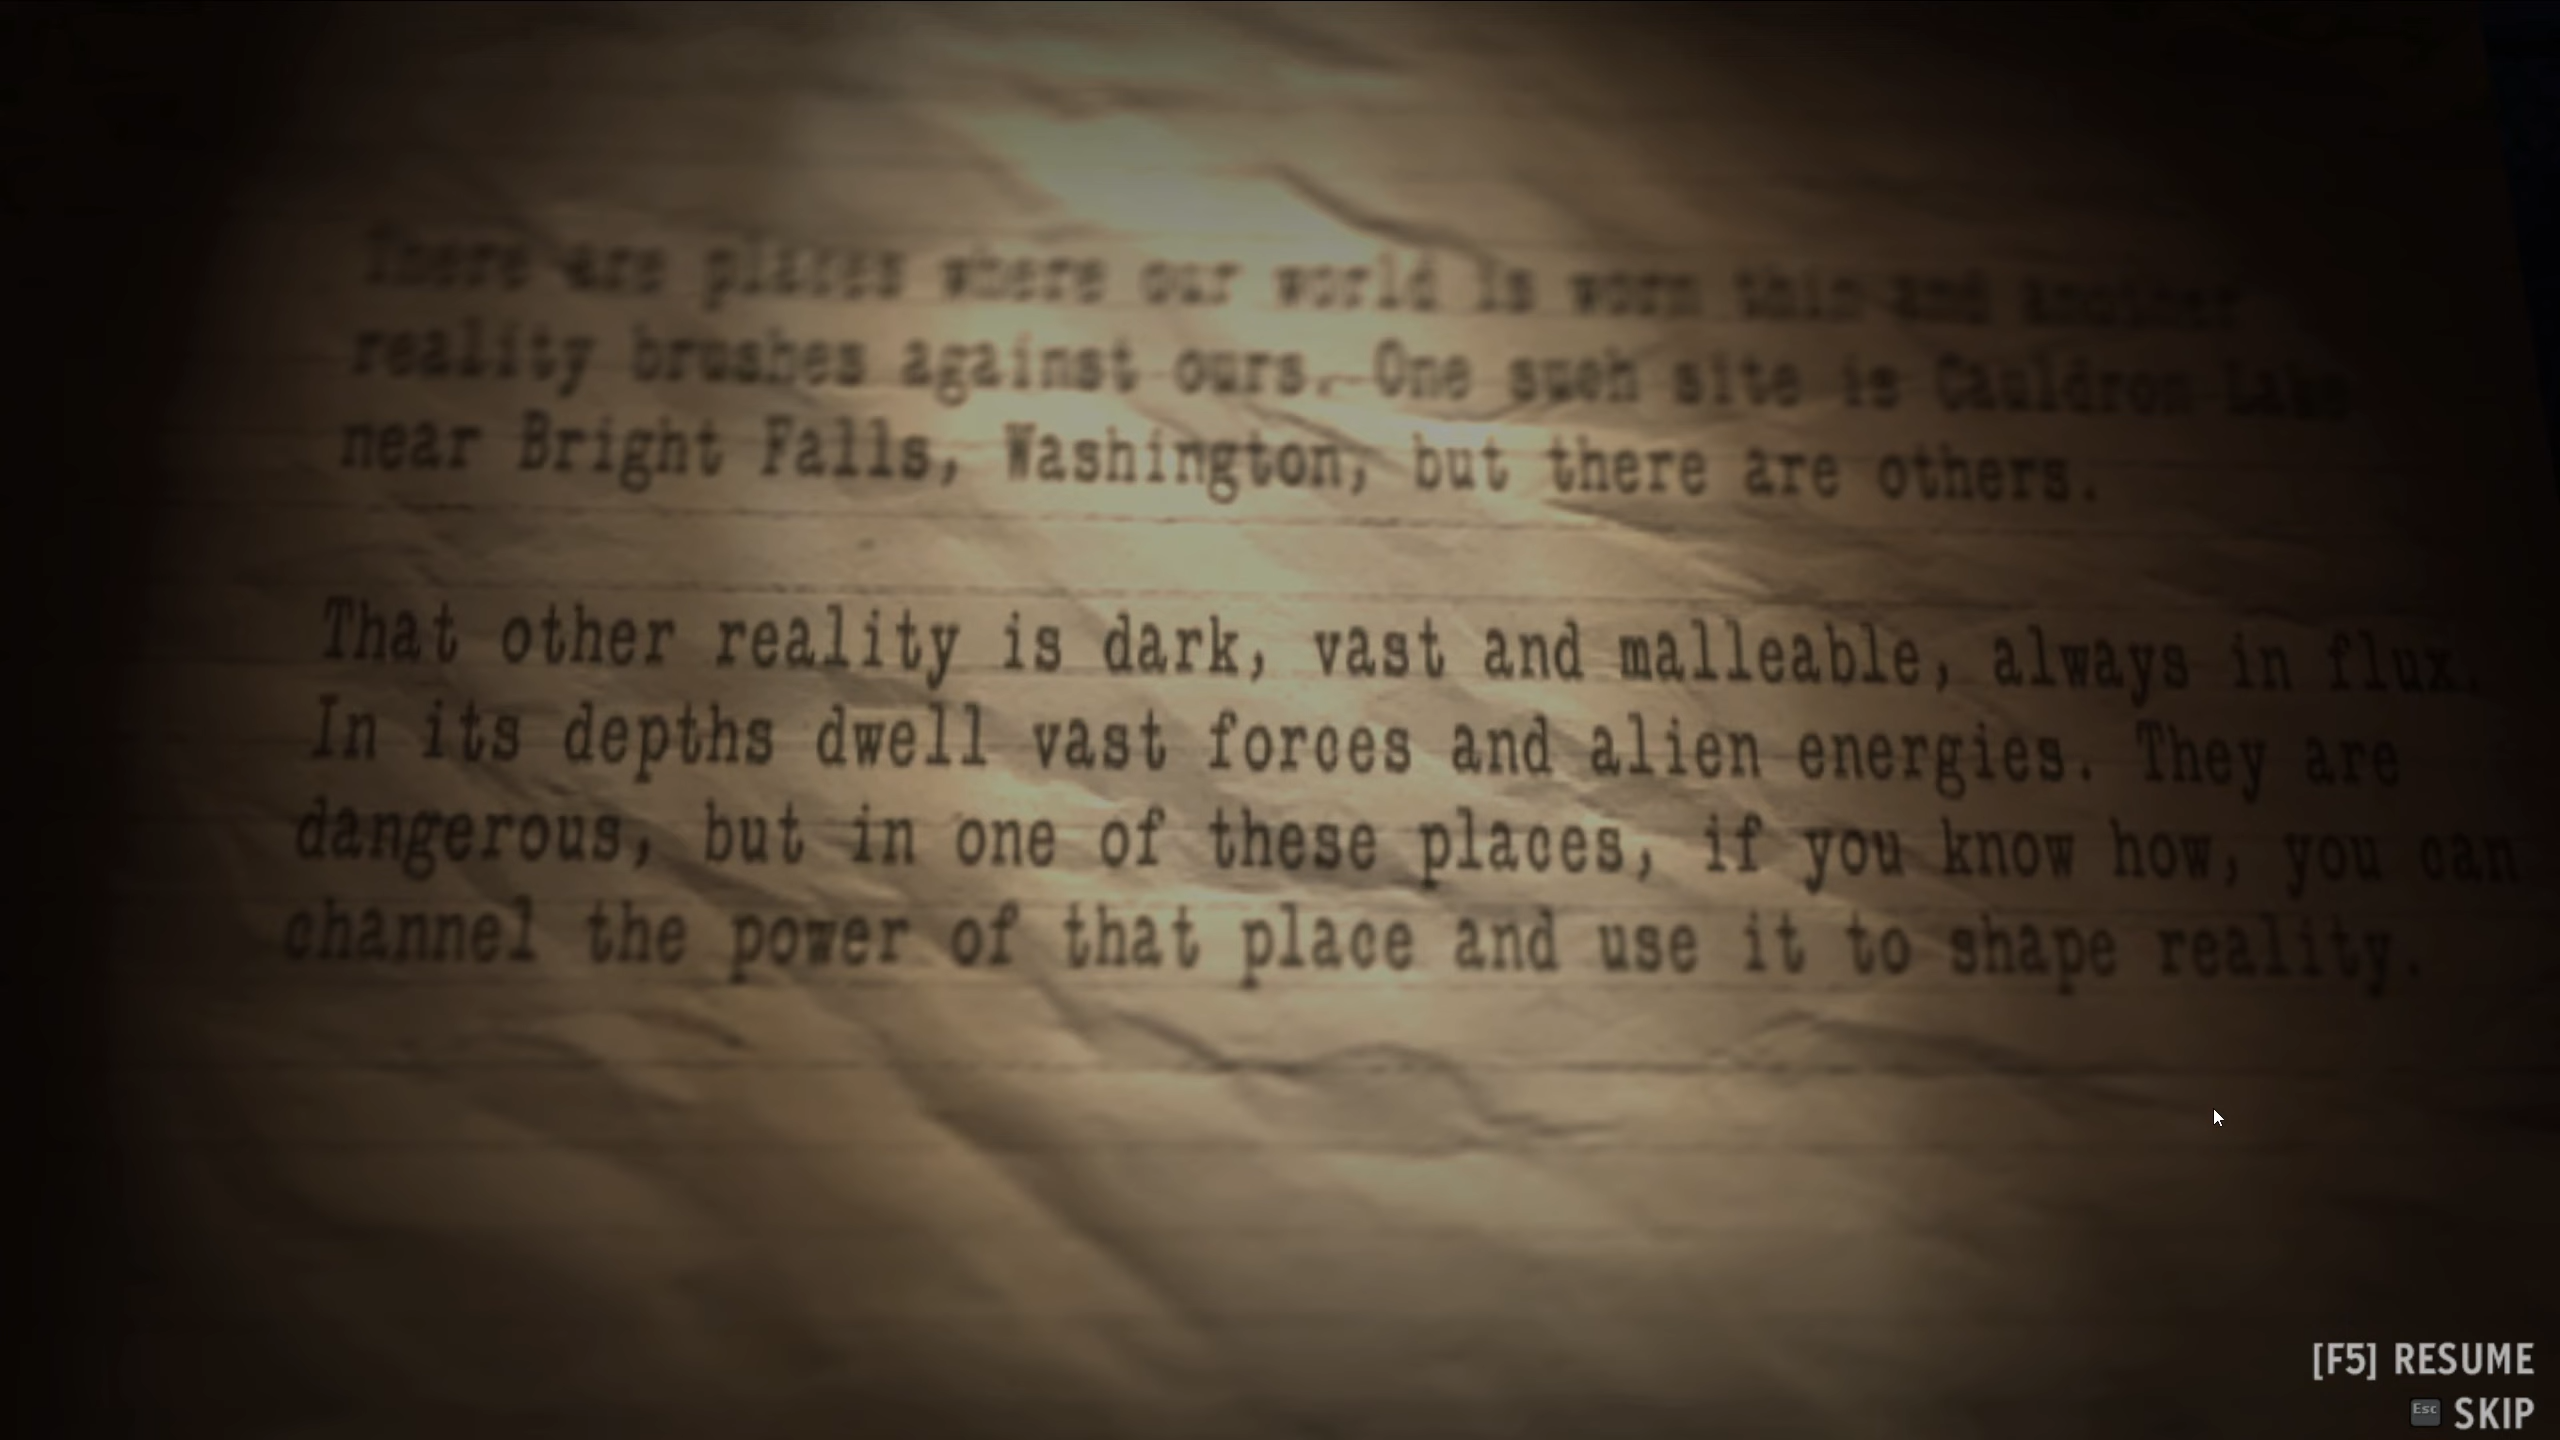 There are places where our world is worn thin and another
reality brushes against ours. One such site is Cauldron Lake
near Bright Falls, Washington, but there are others.
That other reality is dark, vast and malleable, always in flux.
In its depths dwell vast forces and alien energies. They are
dangerous, but in one of these places, if you know how, you can
channel the power of that place and use it to shape reality.
[F5] RESUME
Esc SKIP